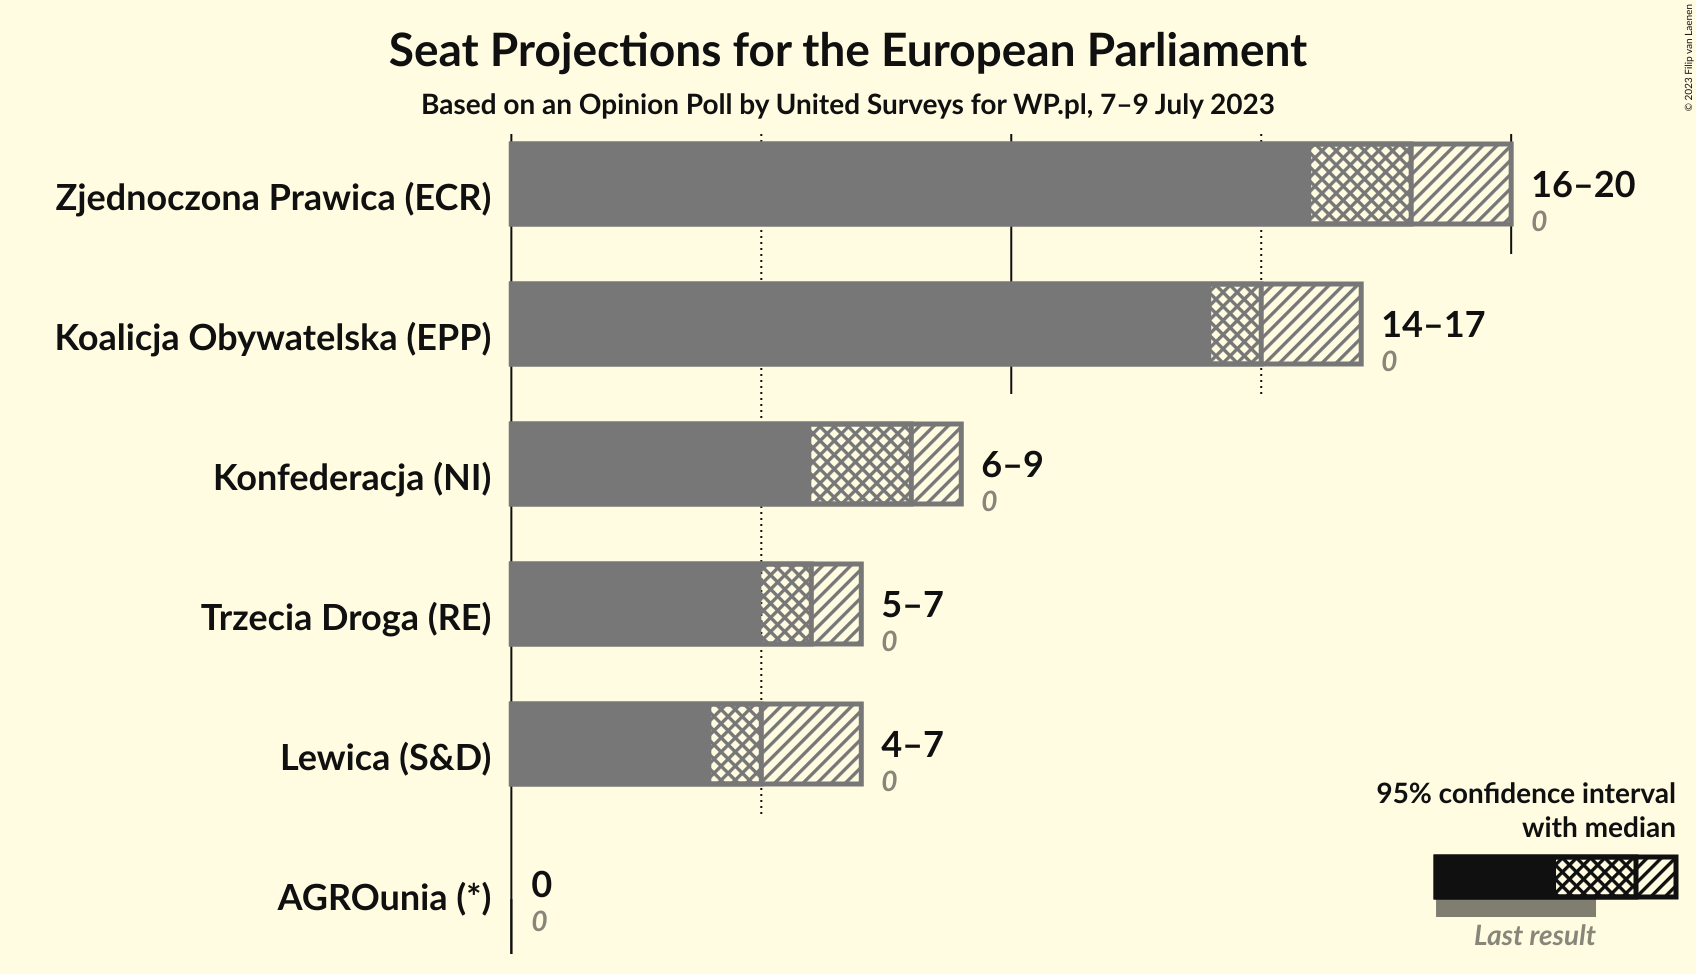 Seat Projections for the European Parliament
Based on an Opinion Poll by United Surveys for WP.pl, 7–9 July 2023
© 2023 Filip van Laenen
Zjednoczona Prawica (ECR)
16–20
0
Koalicja Obywatelska (EPP)
14–17
0
Konfederacja (NI)
6–9
0
Trzecia Droga (RE)
5–7
0
Lewica (S&D)
4–7
0
AGROunia (*)
0
0
95% confidence interval
with median
Last result